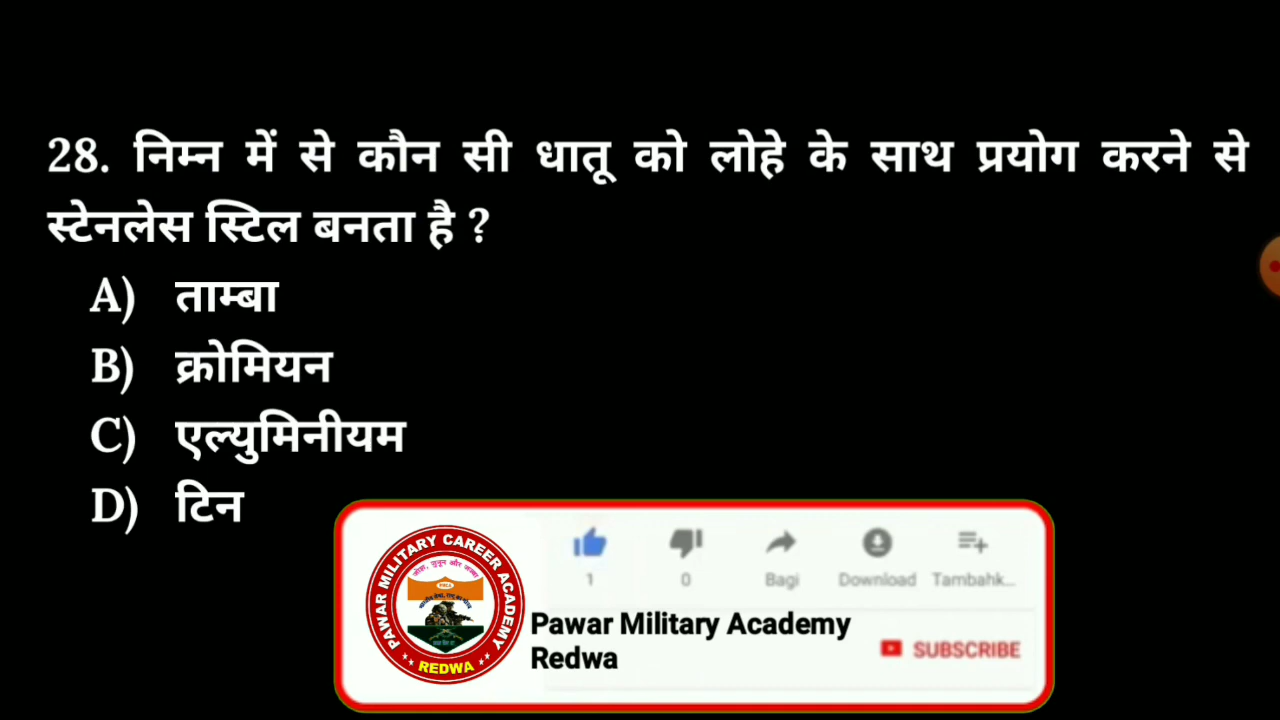 28. निम्न में से कौन सी धातू को लोहे के साथ प्रयोग करने से
स्टेनलेस स्टिल बनता है ?
A) ताम्बा
B) क्रोमियन
C) एल्युमिनीयम
D) टिन
PAWAR MILITARY CAREER ACADEMY
REDWA
1 0 Bagi Download Tambahk...
Pawar Military Academy
Redwa
SUBSCRIBE